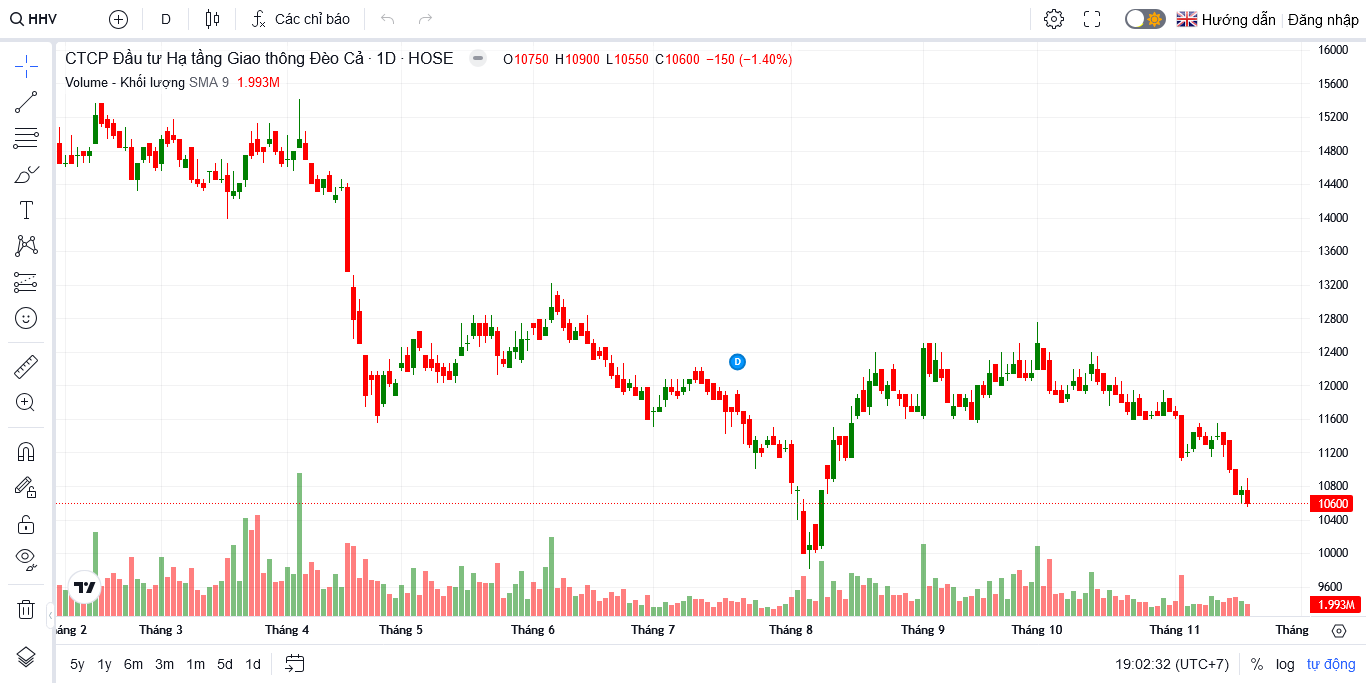 HHV D Các chỉ báo Hướng dẫn Đăng nhập
CTCP Đầu tư Hạ tầng Giao thông Đèo Cả · 1D · HOSE O10750 H10900 L10550 C10600 −150 (−1.40%)
Volume - Khối lượng SMA 9 1.993M
16000
15600
15200
14800
14400
14000
13600
13200
12800
12400
12000
11600
11200
10800
10600
10400
10000
9600
1.993M
D
áng 2 Tháng 3 Tháng 4 Tháng 5 Tháng 6 Tháng 7 Tháng 8 Tháng 9 Tháng 10 Tháng 11 Tháng
5y 1y 6m 3m 1m 5d 1d 19:02:32 (UTC+7) % log tự động